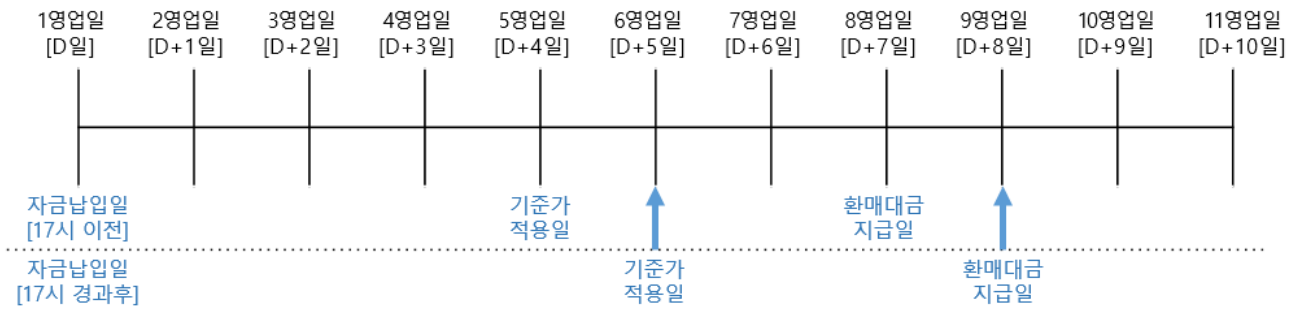 1영업일 2영업일 3영업일 4영업일 5영업일 6영업일 7영업일 8영업일 9영업일 10영업일 11영업일
[D일] [D+1일] [D+2일] [D+3일] [D+4일] [D+5일] [D+6일] [D+7일] [D+8일] [D+9일] [D+10일]
자금납입일 기준가 환매대금
[17시 이전] 적용일 지급일
자금납입일 기준가 환매대금
[17시 경과후] 적용일 지급일